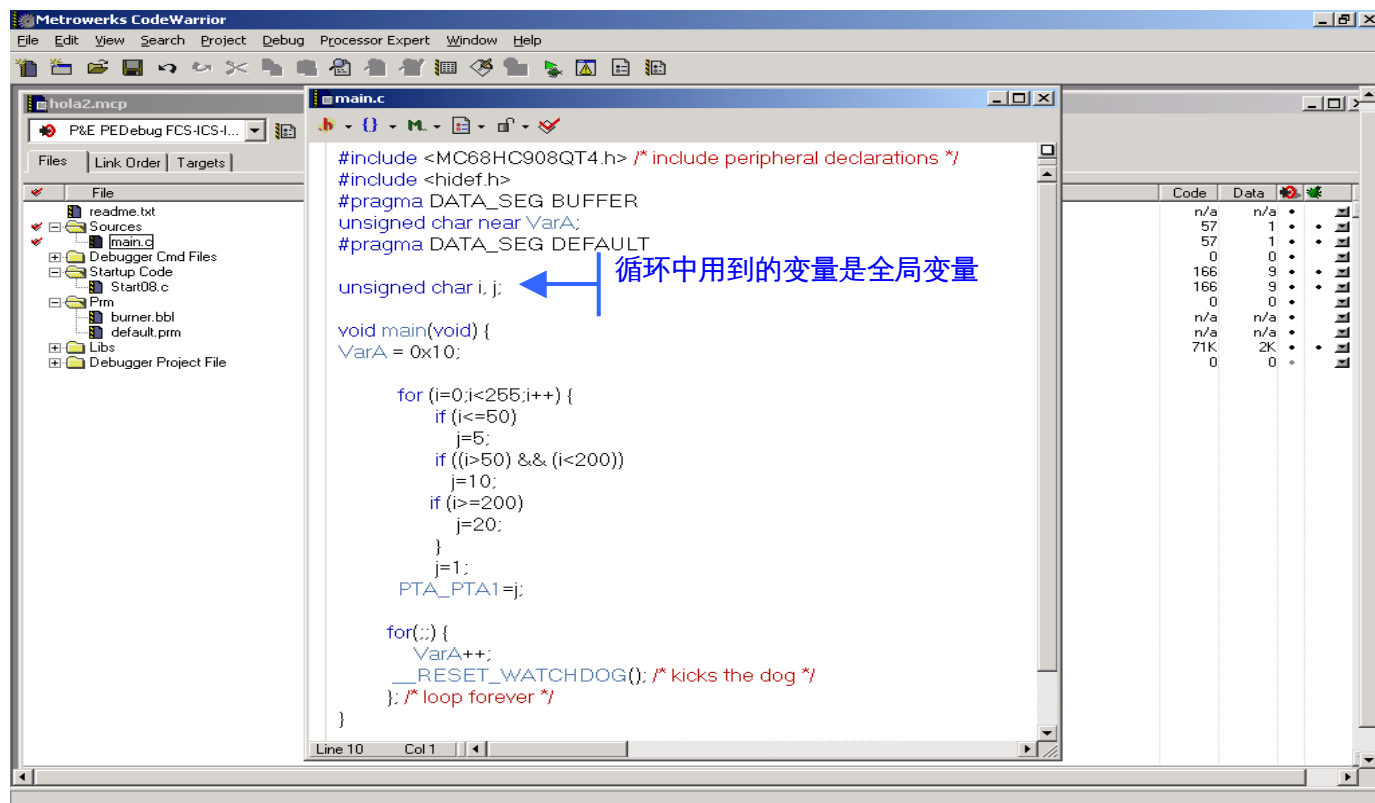 Metrowerks CodeWarrior
File Edit View Search Project Debug Processor Expert Window Help
hola2.mcp
P&E PEDebug FCS-ICS-I...
Files Link Order Targets
File
readme.txt
Sources
main.c
Debugger Cmd Files
Startup Code
Start08.c
Prm
burner.bbl
default.prm
Libs
Debugger Project File
main.c
#include <MC68HC908QT4.h> /* include peripheral declarations */
#include <hidef.h>
#pragma DATA_SEG BUFFER
unsigned char near VarA;
#pragma DATA_SEG DEFAULT
unsigned char i, j;
循环中用到的变量是全局变量
void main(void) {
VarA = 0x10;
for (i=0;i<255;i++) {
if (i<=50)
j=5;
if ((i>50) && (i<200))
j=10;
if (i>=200)
j=20;
}
j=1;
PTA_PTA1=j;
for(;;) {
VarA++;
__RESET_WATCHDOG(); /* kicks the dog */
}; /* loop forever */
}
Line 10 Col 1
Code Data
n/a n/a
57 1
57 1
0 0
166 9
166 9
0 0
n/a n/a
n/a n/a
71K 2K
0 0